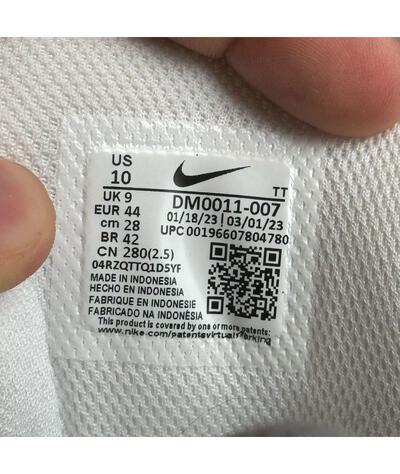 US
10
TT
UK 9
DM0011-007
EUR 44
01/18/23 | 03/01/23
cm 28
UPC 00196607804780
BR 42
CN 280(2.5)
04RZQTTQ1D5YF
MADE IN INDONESIA
HECHO EN INDONESIA
FABRIQUE EN INDONESIE
FABRICADO NA INDONÉSIA
This product is covered by one or more patents:
www.nike.com/patentsvirtualmarking